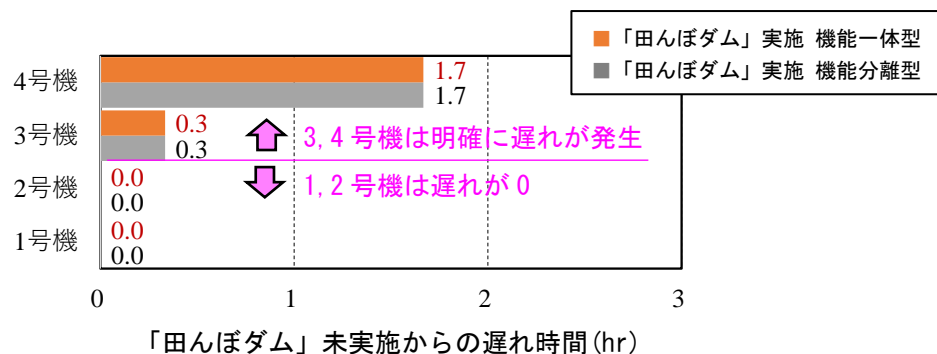 ■「田んぼダム」実施 機能一体型
■「田んぼダム」実施 機能分離型
4号機
1.7
1.7
3号機
0.3
0.3
3,4号機は明確に遅れが発生
1,2号機は遅れが0
2号機
0.0
0.0
1号機
0.0
0.0
0 1 2 3
「田んぼダム」未実施からの遅れ時間(hr)